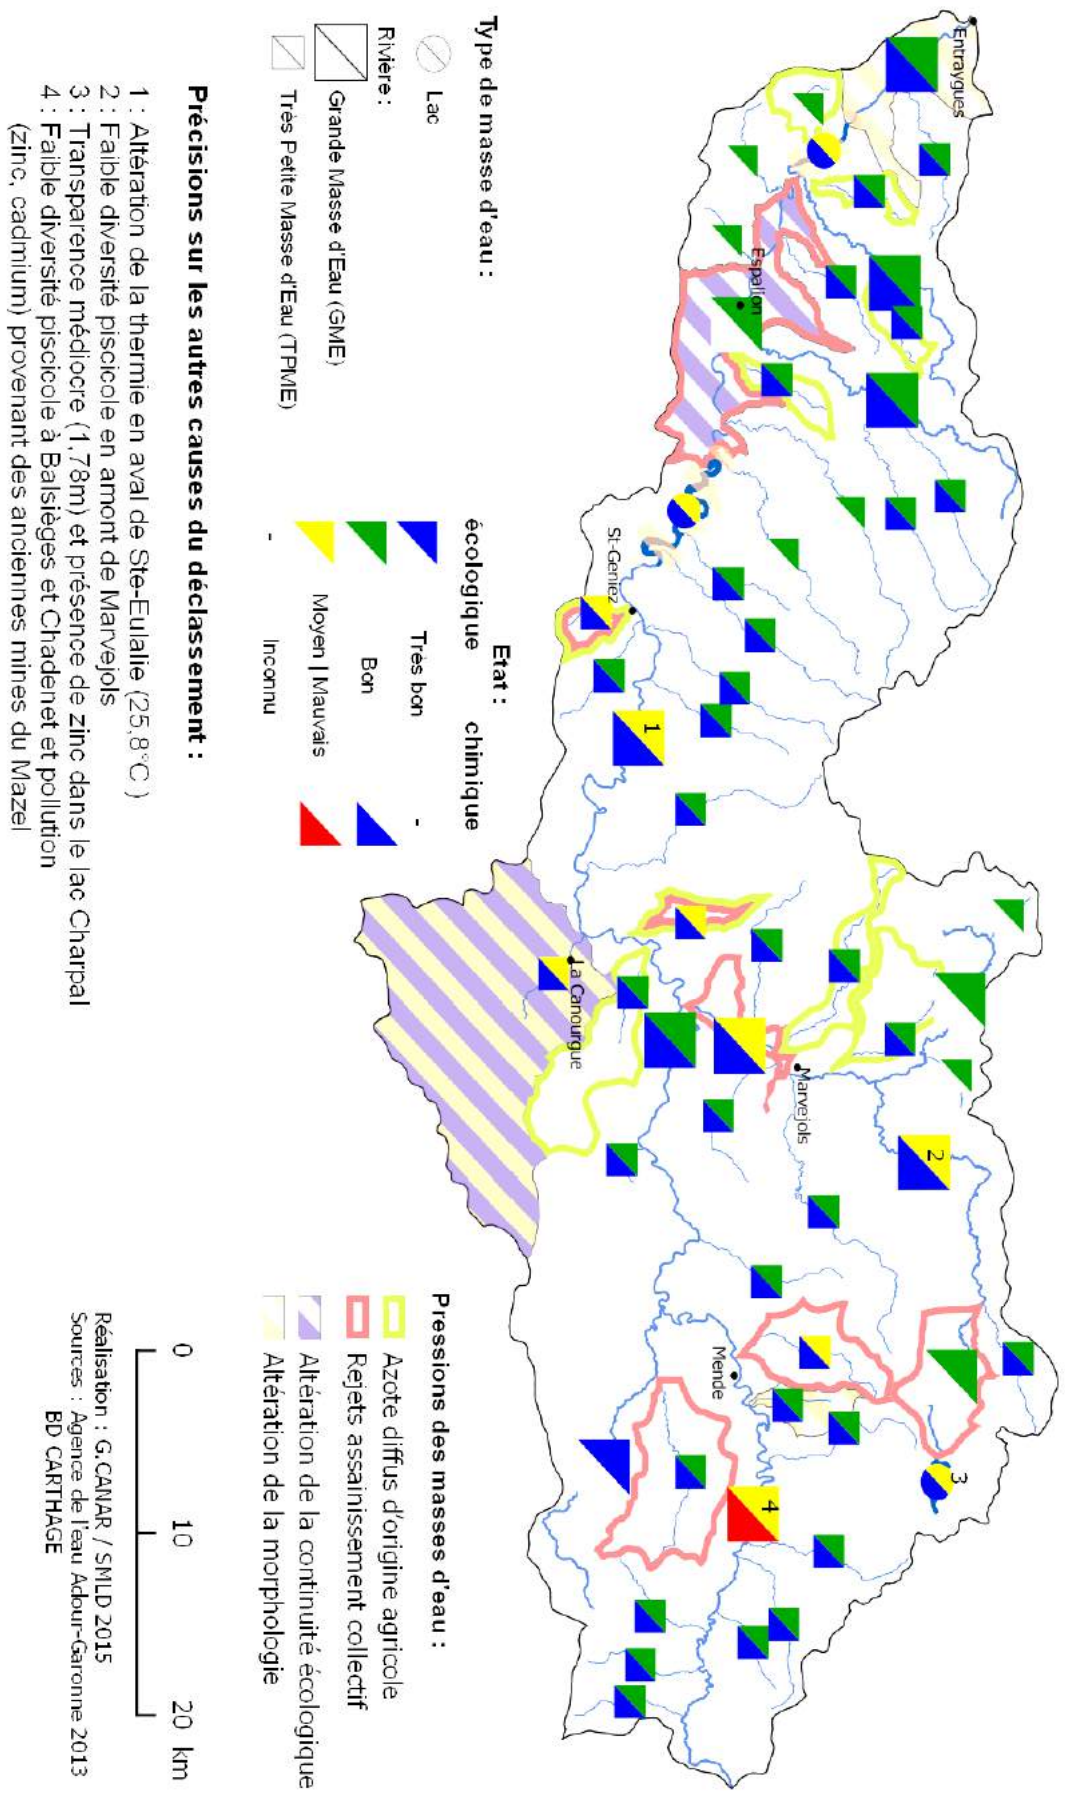 Entraygues
Espalion
St-Geniez
La Canourgue
Marvejols
Mende
1
2
3
4
Type de masse d'eau :
Lac
Rivière :
Grande Masse d'Eau (GME)
Très Petite Masse d'Eau (TPME)
Etat :
écologique chimique
Très bon -
Bon
Moyen | Mauvais
- Inconnu
Pressions des masses d'eau :
Azote diffus d'origine agricole
Rejets assainissement collectif
Altération de la continuité écologique
Altération de la morphologie
Précisions sur les autres causes du déclassement :
1 : Altération de la thermie en aval de Ste-Eulalie (25,8°C )
2 : Faible diversité piscicole en amont de Marvejols
3 : Transparence médiocre (1,78m) et présence de zinc dans le lac Charpal
4 : Faible diversité piscicole à Balsièges et Chadenet et pollution
(zinc, cadmium) provenant des anciennes mines du Mazel
0 10 20 km
Réalisation : G.CANAR / SMLD 2015
Sources : Agence de l'eau Adour-Garonne 2013
BD CARTHAGE